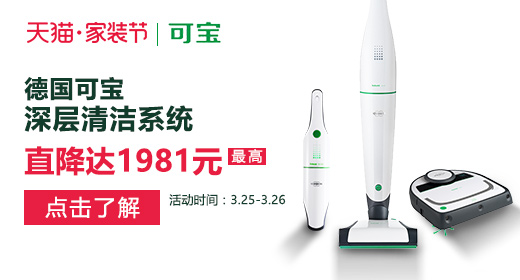 天猫·家装节 | 可宝
德国可宝
深层清洁系统
直降达1981元 最高
点击了解 活动时间：3.25-3.26